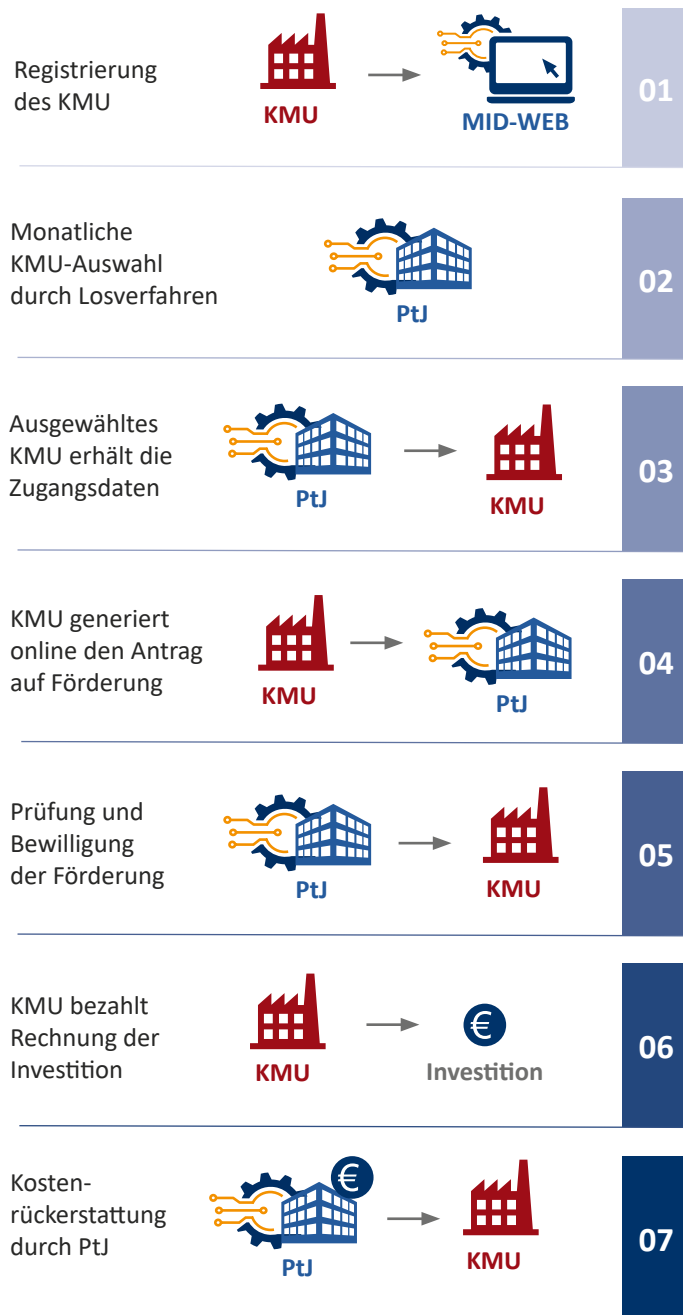 Registrierung
des KMU
KMU
MID-WEB
01
Monatliche
KMU-Auswahl
durch Losverfahren
PtJ
02
Ausgewähltes
KMU erhält die
Zugangsdaten
PtJ
KMU
03
KMU generiert
online den Antrag
auf Förderung
KMU
PtJ
04
Prüfung und
Bewilligung
der Förderung
PtJ
KMU
05
KMU bezahlt
Rechnung der
Investition
KMU
€
Investition
06
Kosten-
rückerstattung
durch PtJ
€
PtJ
KMU
07